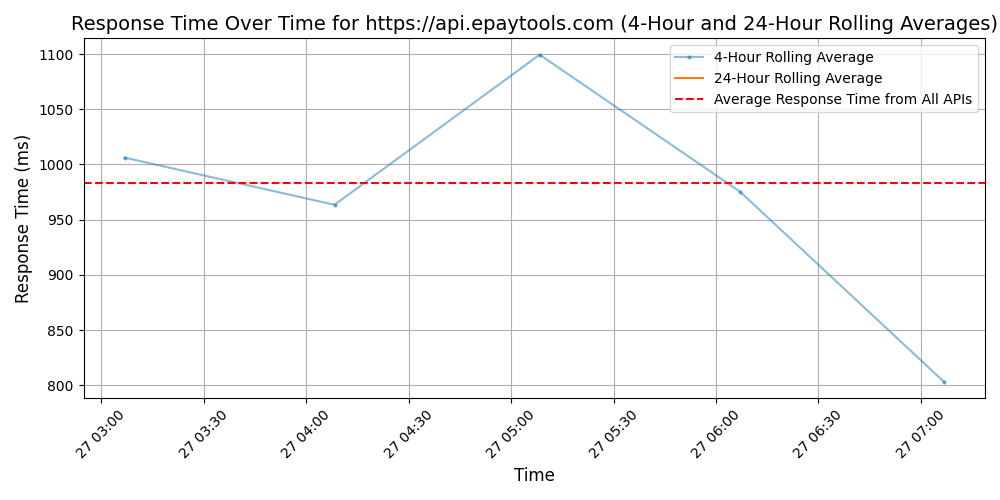 Response Time Over Time for https://api.epaytools.com (4-Hour and 24-Hour Rolling Averages)
4-Hour Rolling Average
24-Hour Rolling Average
Average Response Time from All APIs
Response Time (ms)
1100
1050
1000
950
900
850
800
27 03:00
27 03:30
27 04:00
27 04:30
27 05:00
27 05:30
27 06:00
27 06:30
27 07:00
Time